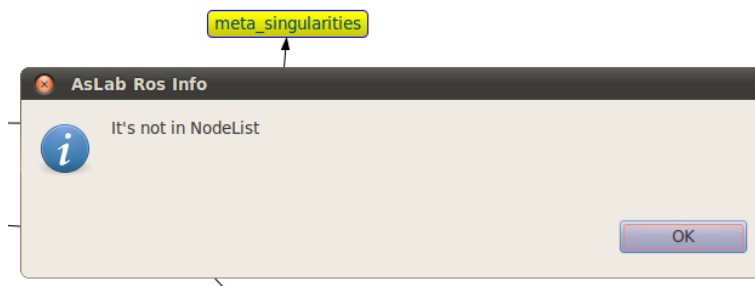 meta_singularities
AsLab Ros Info
It's not in NodeList
OK